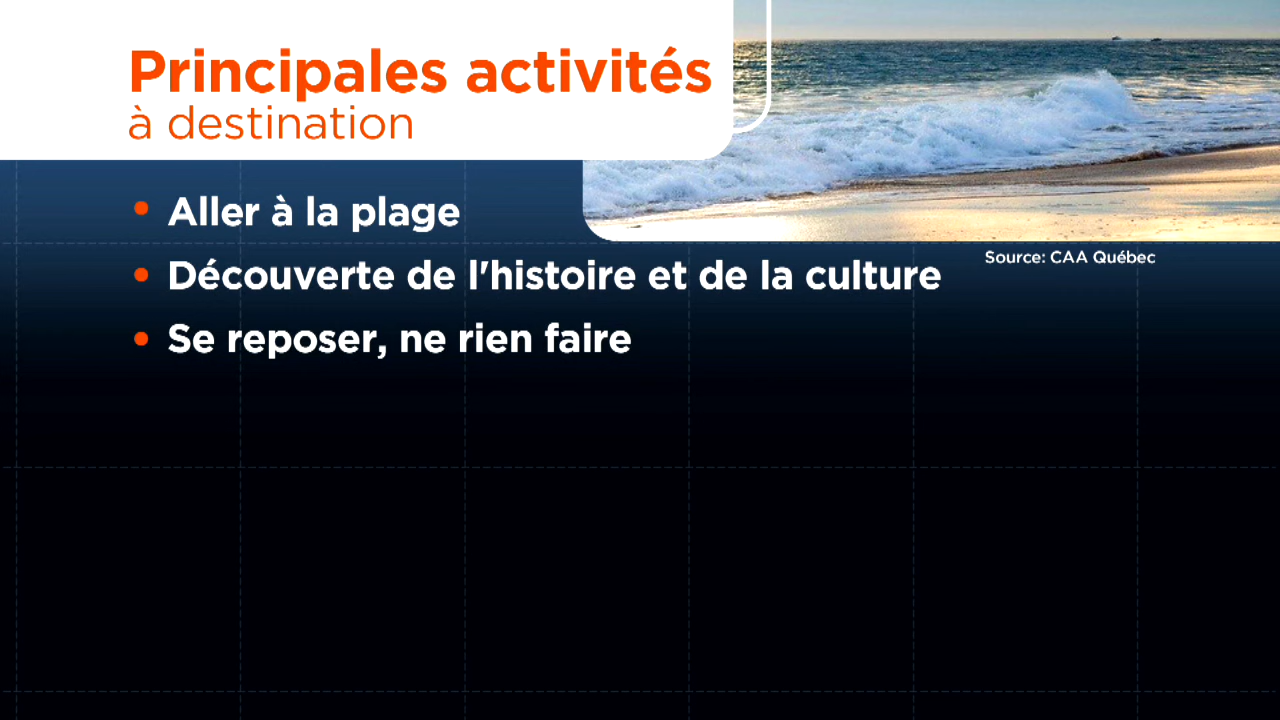 Principales activités
à destination
Aller à la plage
Source: CAA Québec
Découverte de l'histoire et de la culture
Se reposer, ne rien faire